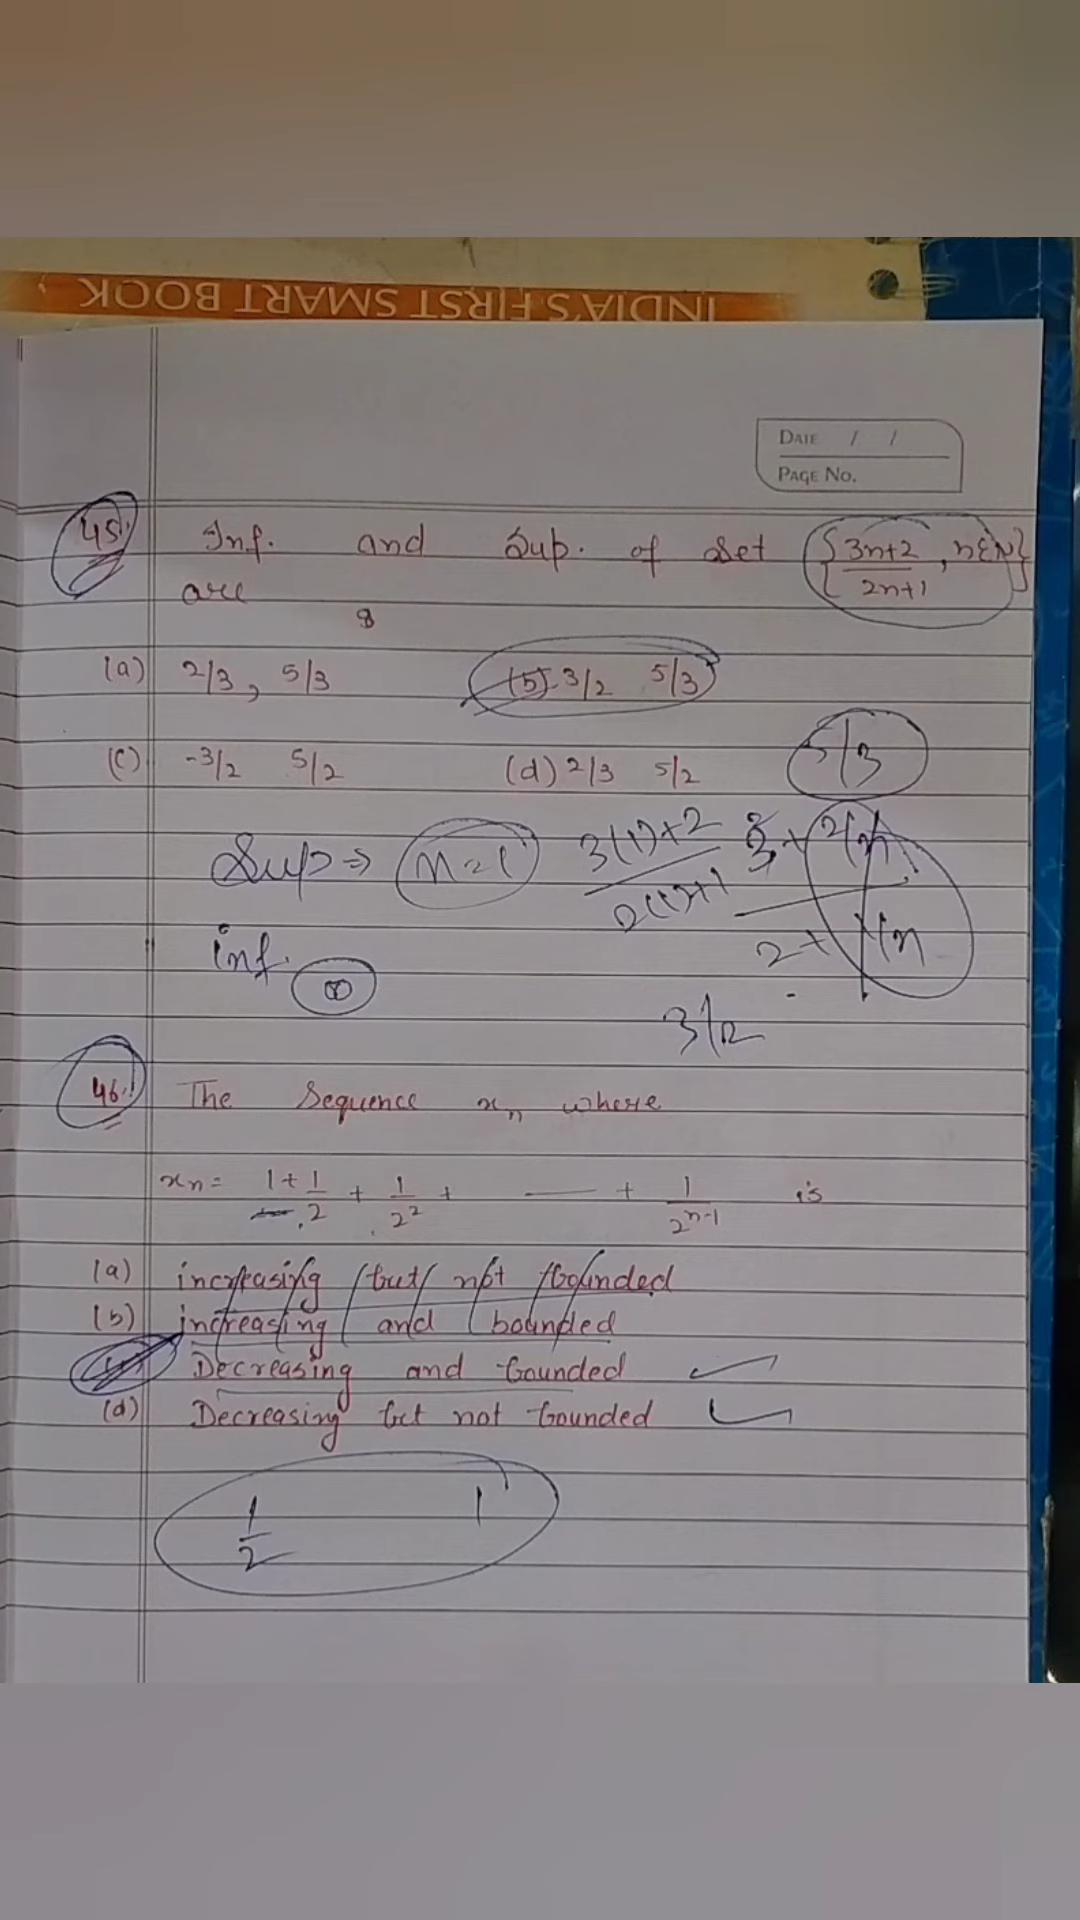 INDIA'S FIRST SMART BOOK
DATE / /
PAGE No.
45. Inf. and Sup. of set {3n+2/2n+1, n∈N}
are
(a) 2/3, 5/3 (b) 3/2 5/3
(c) -3/2 5/2 (d) 2/3 5/2
5/3
Sup ⇒ n=1 3(1)+2/2(1)+1 3+2/n/2+1/n
inf. ∞
3/2
46. The Sequence xₙ where
xₙ = 1+1/2 + 1/2² + — + 1/2ⁿ⁻¹ is
(a) increasing but not bounded
(b) increasing and bounded
Decreasing and bounded
(d) Decreasing but not bounded
1/2 1